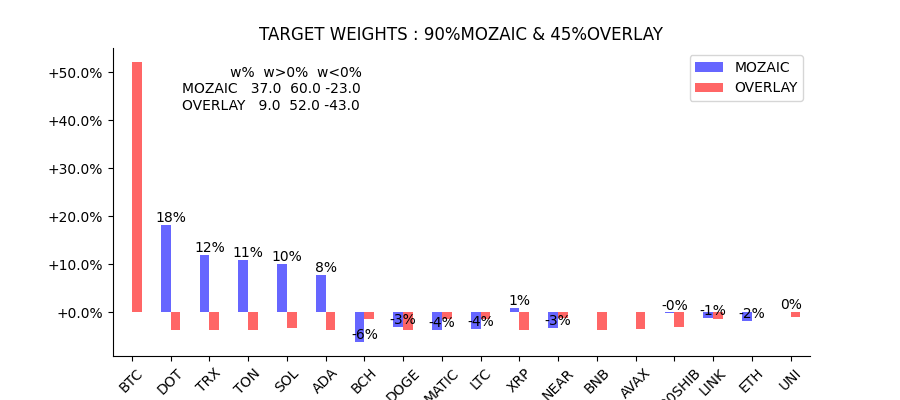 TARGET WEIGHTS : 90%MOZAIC & 45%OVERLAY
w% w>0% w<0%
MOZAIC 37.0 60.0 -23.0
OVERLAY 9.0 52.0 -43.0
MOZAIC
OVERLAY
+50.0%
+40.0%
+30.0%
+20.0%
+10.0%
+0.0%
18%
12%
11%
10%
8%
-6%
-3%
-4%
-4%
1%
-3%
-0%
-1%
-2%
0%
BTC
DOT
TRX
TON
SOL
ADA
BCH
DOGE
MATIC
LTC
XRP
NEAR
BNB
AVAX
00SHIB
LINK
ETH
UNI